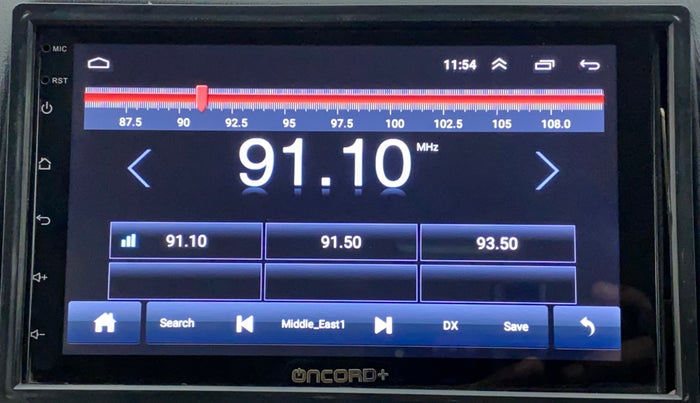 MIC
RST
11:54
87.5 90 92.5 95 97.5 100 102.5 105 108.0
91.10 MHz
91.10 91.50 93.50
Search Middle_East1 DX Save
ONCORD+